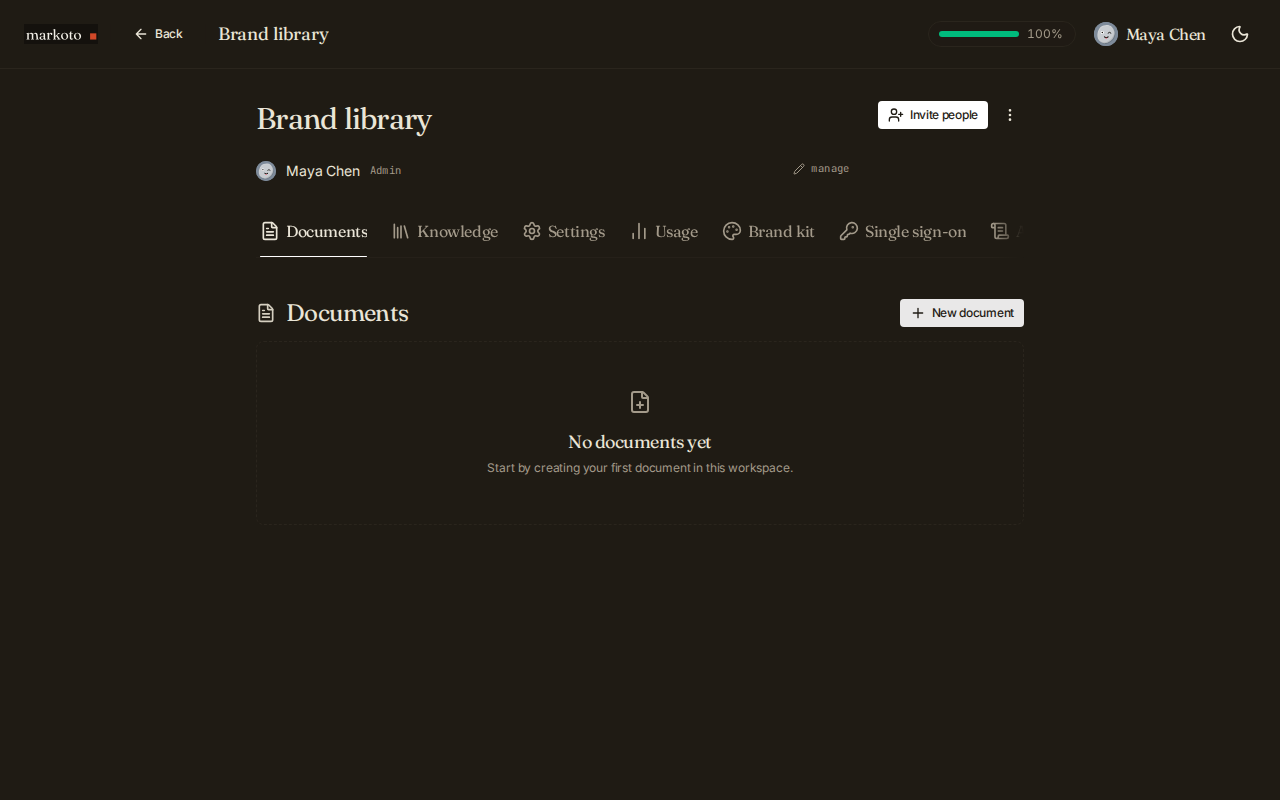 markoto
Back
Brand library
100%
Maya Chen
Brand library
Invite people
Maya Chen Admin
manage
Documents
Knowledge
Settings
Usage
Brand kit
Single sign-on
Documents
New document
No documents yet
Start by creating your first document in this workspace.